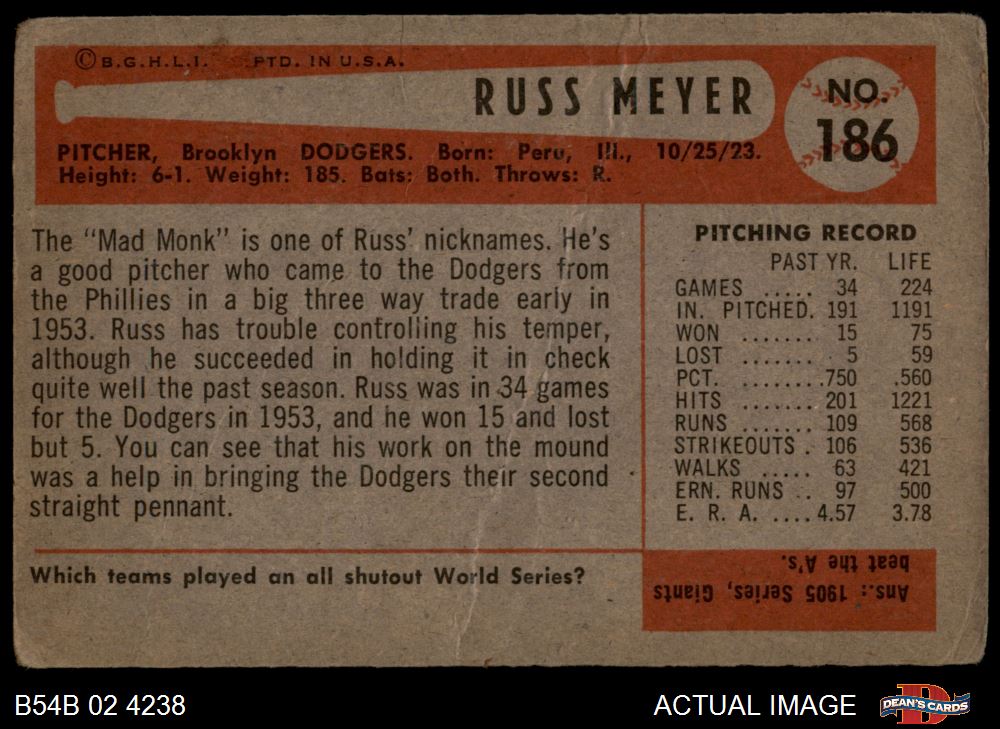 © B.G.H.L.I. PTD. IN U.S.A.
RUSS MEYER
NO.
186
PITCHER, Brooklyn DODGERS. Born: Peru, Ill., 10/25/23.
Height: 6-1. Weight: 185. Bats: Both. Throws: R.
The "Mad Monk" is one of Russ' nicknames. He's
a good pitcher who came to the Dodgers from
the Phillies in a big three way trade early in
1953. Russ has trouble controlling his temper,
although he succeeded in holding it in check
quite well the past season. Russ was in 34 games
for the Dodgers in 1953, and he won 15 and lost
but 5. You can see that his work on the mound
was a help in bringing the Dodgers their second
straight pennant.
PITCHING RECORD
PAST YR. LIFE
GAMES ..... 34 224
IN. PITCHED. 191 1191
WON ....... 15 75
LOST ....... 5 59
PCT. ........ .750 .560
HITS ....... 201 1221
RUNS ....... 109 568
STRIKEOUTS . 106 536
WALKS ..... 63 421
ERN. RUNS .. 97 500
E. R. A. .... 4.57 3.78
Which teams played an all shutout World Series?
Ans.: 1905 Series, Giants
beat the A's.
B54B 02 4238
ACTUAL IMAGE
D
DEAN'S CARDS